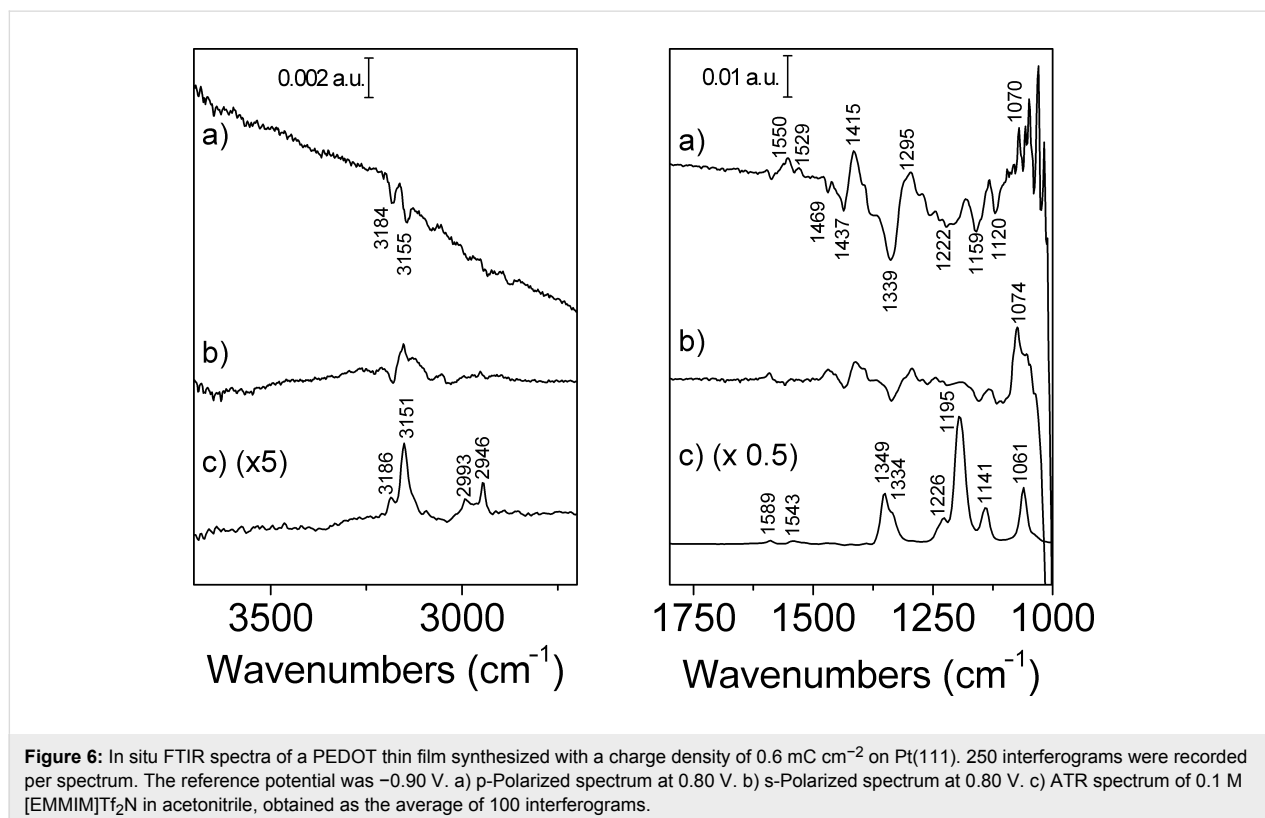 0.002 a.u.
a)
3184
3155
b)
c) (x5)
3186
3151
2993
2946
3500
3000
Wavenumbers (cm⁻¹)
0.01 a.u.
a)
1550
1529
1469
1437
1415
1339
1295
1222
1159
1120
1070
b)
1074
c) (x 0.5)
1589
1543
1349
1334
1226
1195
1141
1061
1750
1500
1250
1000
Wavenumbers (cm⁻¹)
Figure 6: In situ FTIR spectra of a PEDOT thin film synthesized with a charge density of 0.6 mC cm⁻² on Pt(111). 250 interferograms were recorded
per spectrum. The reference potential was −0.90 V. a) p-Polarized spectrum at 0.80 V. b) s-Polarized spectrum at 0.80 V. c) ATR spectrum of 0.1 M
[EMMIM]Tf₂N in acetonitrile, obtained as the average of 100 interferograms.